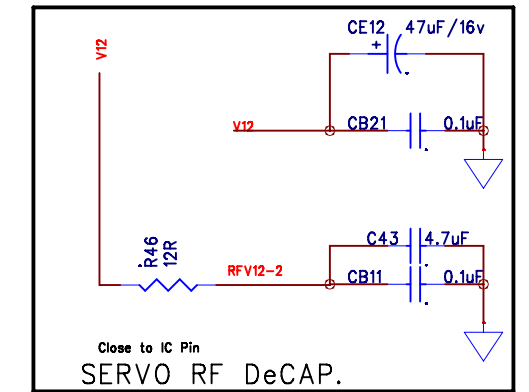 CE12 47uF/16v
+
V12
V12 CB21 0.1uF
R46
12R
C43 4.7uF
RFV12-2
CB11 0.1uF
Close to IC Pin
SERVO RF DeCAP.